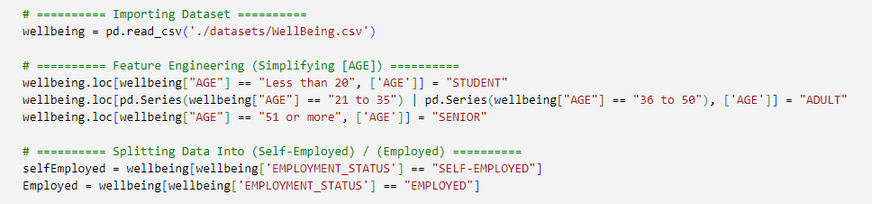 # ========== Importing Dataset ==========
wellbeing = pd.read_csv('./datasets/WellBeing.csv')
# ========== Feature Engineering (Simplifying [AGE]) ==========
wellbeing.loc[wellbeing["AGE"] == "Less than 20", ['AGE']] = "STUDENT"
wellbeing.loc[pd.Series(wellbeing["AGE"] == "21 to 35") | pd.Series(wellbeing["AGE"] == "36 to 50"), ['AGE']] = "ADULT"
wellbeing.loc[wellbeing["AGE"] == "51 or more", ['AGE']] = "SENIOR"
# ========== Splitting Data Into (Self-Employed) / (Employed) ==========
selfEmployed = wellbeing[wellbeing['EMPLOYMENT_STATUS'] == "SELF-EMPLOYED"]
Employed = wellbeing[wellbeing['EMPLOYMENT_STATUS'] == "EMPLOYED"]